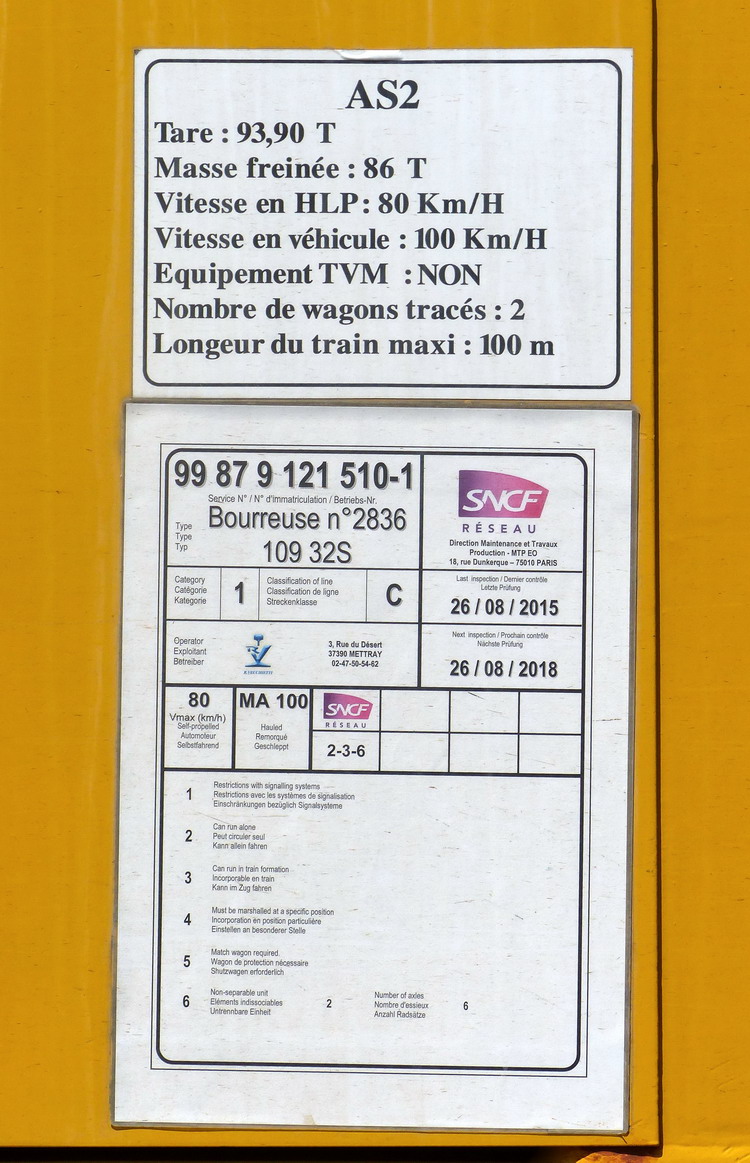 AS2
Tare : 93,90 T
Masse freinée : 86 T
Vitesse en HLP: 80 Km/H
Vitesse en véhicule : 100 Km/H
Equipement TVM : NON
Nombre de wagons tracés : 2
Longeur du train maxi : 100 m
99 87 9 121 510-1
Service N° / N° d'immatriculation / Betriebs-Nr.
Type
Type
Typ
Bourreuse n°2836
109 32S
SNCF
RÉSEAU
Direction Maintenance et Travaux
Production - MTP EO
18, rue Dunkerque – 75010 PARIS
Category
Catégorie
Kategorie
1
Classification of line
Classification de ligne
Streckenklasse
C
Last inspection / Dernier contrôle
Letzte Prüfung
26 / 08 / 2015
Operator
Exploitant
Betreiber
3, Rue du Désert
37390 METTRAY
02-47-50-54-62
Next inspection / Prochain contrôle
Nächste Prüfung
26 / 08 / 2018
80
Vmax (km/h)
Self-propelled
Automoteur
Selbstfahrend
MA 100
Hauled
Remorqué
Geschleppt
SNCF
RÉSEAU
2-3-6
1
Restrictions with signalling systems
Restrictions avec les systèmes de signalisation
Einschränkungen bezüglich Signalsysteme
2
Can run alone
Peut circuler seul
Kann allein fahren
3
Can run in train formation
Incorporable en train
Kann im Zug fahren
4
Must be marshalled at a specific position
Incorporation en position particulière
Einstellen an besonderer Stelle
5
Match wagon required.
Wagon de protection nécessaire
Shutzwagen erforderlich
6
Non-separable unit
Eléments indissociables
Untrennbare Einheit
2
Number of axles
Nombre d'essieux
Anzahl Radsätze
6